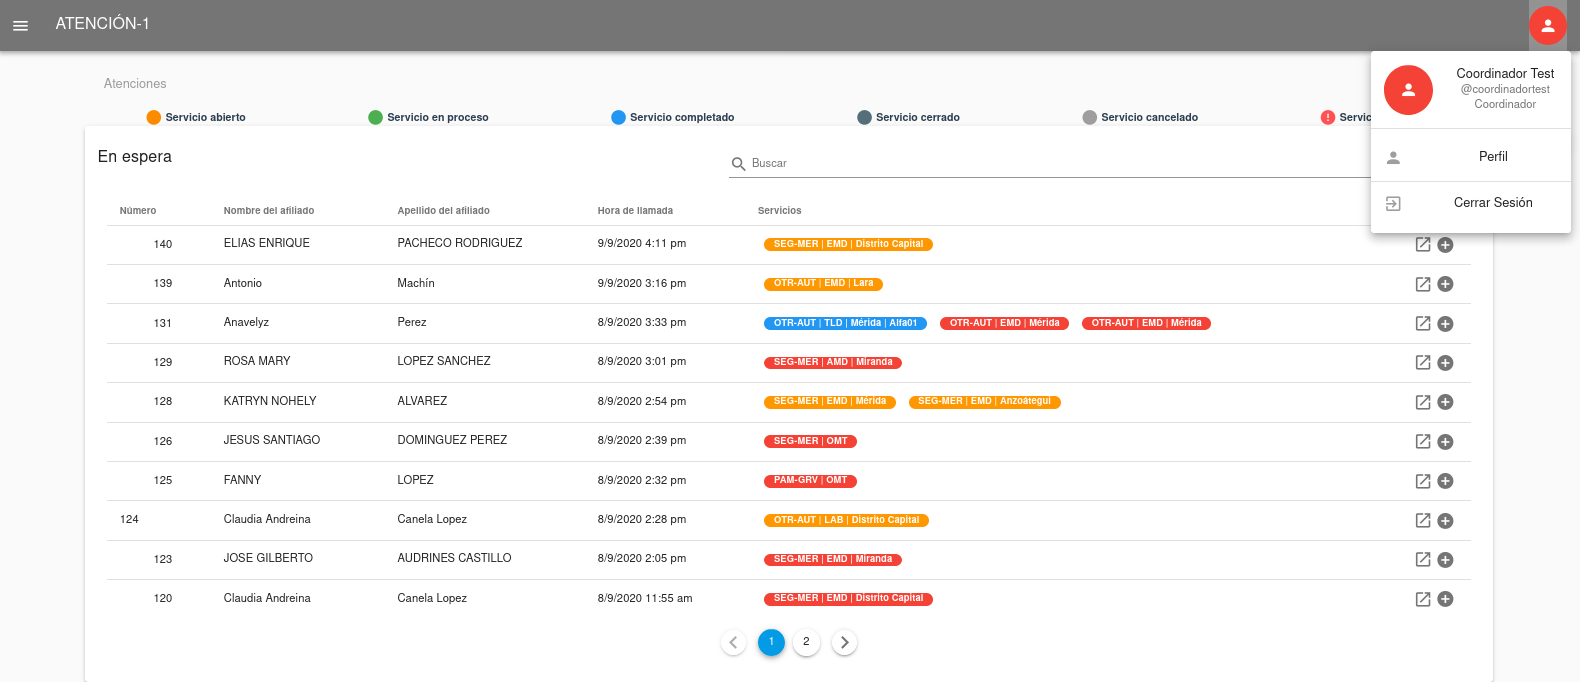 ATENCIÓN-1
Coordinador Test
@coordinadortest
Coordinador
Perfil
Cerrar Sesión
Atenciones
Servicio abierto Servicio en proceso Servicio completado Servicio cerrado Servicio cancelado
En espera
Buscar
Número Nombre del afiliado Apellido del afiliado Hora de llamada Servicios
140 ELIAS ENRIQUE PACHECO RODRIGUEZ 9/9/2020 4:11 pm SEG-MER | EMD | Distrito Capital
139 Antonio Machín 9/9/2020 3:16 pm OTR-AUT | EMD | Lara
131 Anavelyz Perez 8/9/2020 3:33 pm OTR-AUT | TLD | Mérida | Alfa01 OTR-AUT | EMD | Mérida OTR-AUT | EMD | Mérida
129 ROSA MARY LOPEZ SANCHEZ 8/9/2020 3:01 pm SEG-MER | AMD | Miranda
128 KATRYN NOHELY ALVAREZ 8/9/2020 2:54 pm SEG-MER | EMD | Mérida SEG-MER | EMD | Anzoátegui
126 JESUS SANTIAGO DOMINGUEZ PEREZ 8/9/2020 2:39 pm SEG-MER | OMT
125 FANNY LOPEZ 8/9/2020 2:32 pm PAM-GRV | OMT
124 Claudia Andreina Canela Lopez 8/9/2020 2:28 pm OTR-AUT | LAB | Distrito Capital
123 JOSE GILBERTO AUDRINES CASTILLO 8/9/2020 2:05 pm SEG-MER | EMD | Miranda
120 Claudia Andreina Canela Lopez 8/9/2020 11:55 am SEG-MER | EMD | Distrito Capital
1 2